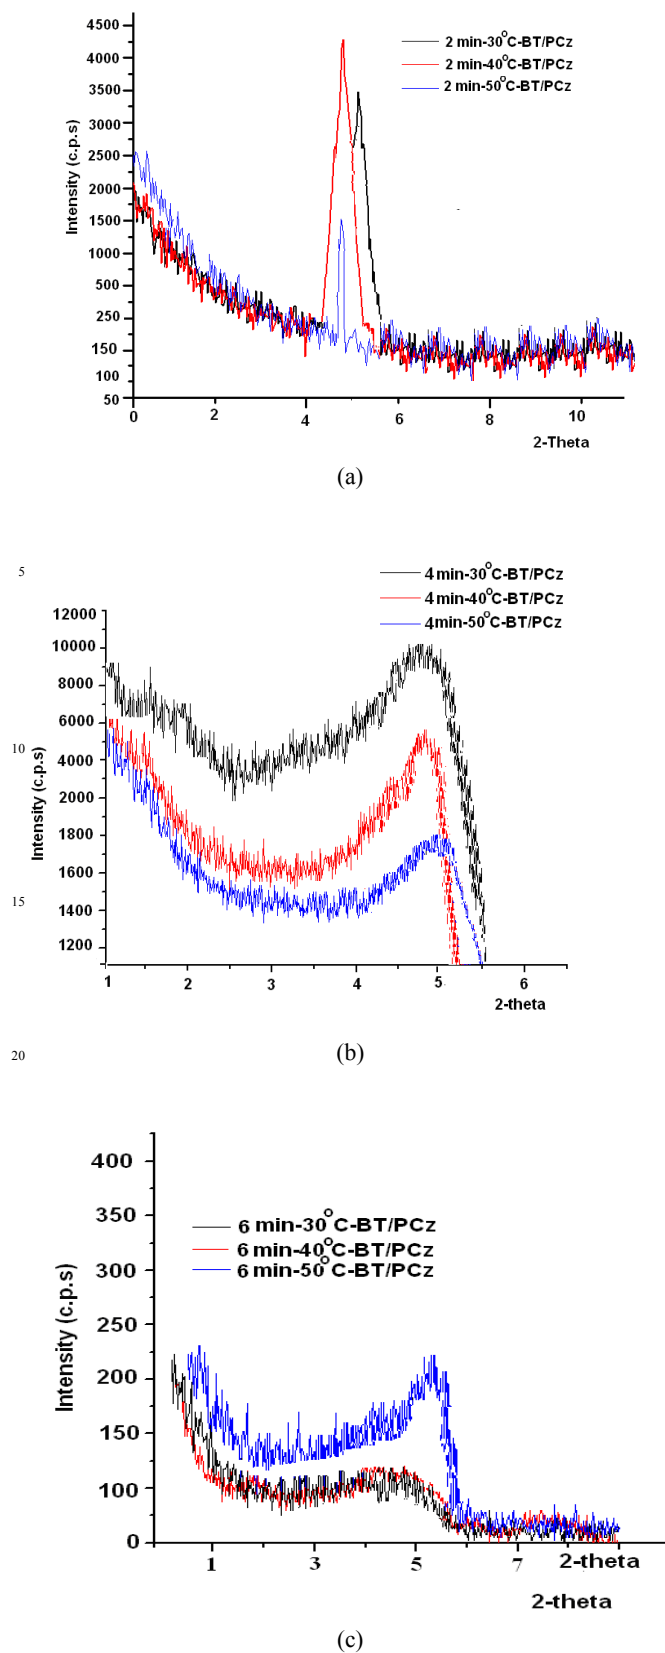 4500
4000
3500
3000
2500
2000
1500
1000
500
250
150
100
50
Intensity (c.p.s)
2 min-30°C-BT/PCz
2 min-40°C-BT/PCz
2 min-50°C-BT/PCz
0 2 4 6 8 10
2-Theta
(a)
5
4 min-30°C-BT/PCz
4 min-40°C-BT/PCz
4min-50°C-BT/PCz
12000
10000
8000
6000
4000
2000
1800
1600
1400
1200
Intensity (c.p.s)
10
15
1 2 3 4 5 6
2-theta
(b)
20
400
350
300
250
200
150
100
0
Intensity (c.p.s)
6 min-30°C-BT/PCz
6 min-40°C-BT/PCz
6 min-50°C-BT/PCz
1 3 5 7 2-theta
2-theta
(c)